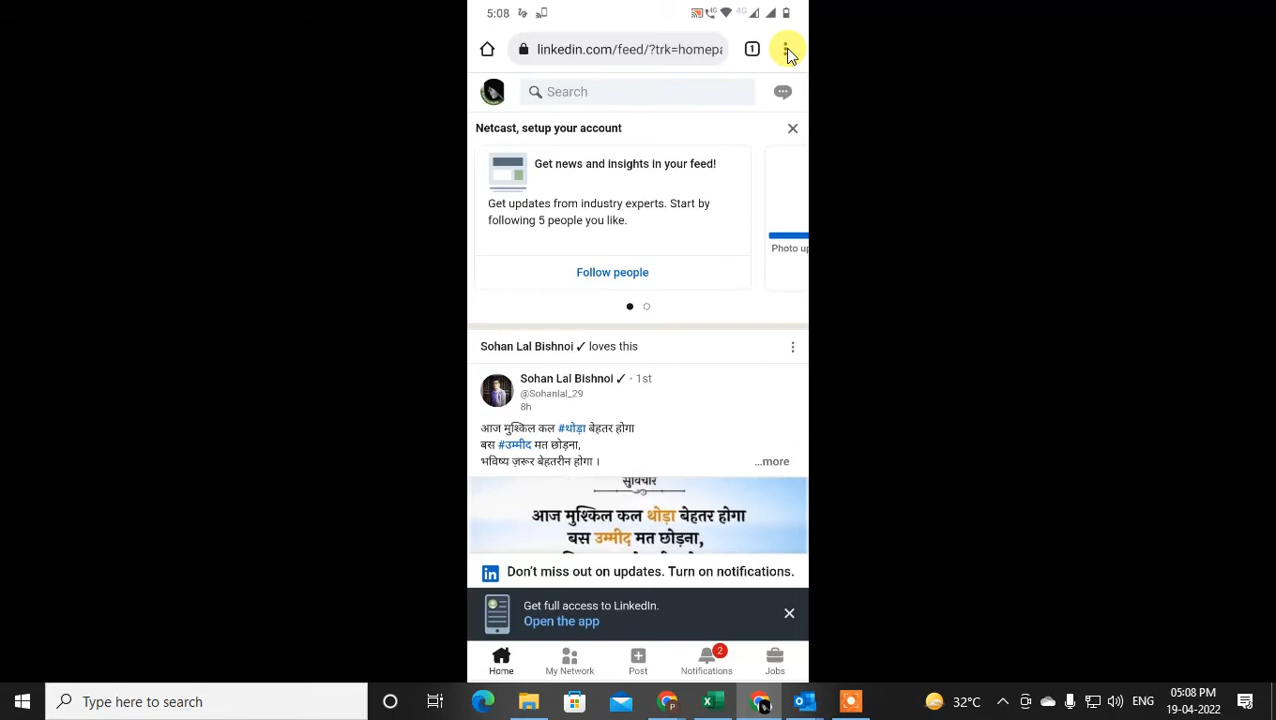 5:08
4G
4G
linkedin.com/feed/?trk=homepa
1
Search
Netcast, setup your account
Get news and insights in your feed!
Get updates from industry experts. Start by
following 5 people you like.
Follow people
Photo up
Sohan Lal Bishnoi ✓ loves this
Sohan Lal Bishnoi ✓ · 1st
@Sohanlal_29
8h
आज मुश्किल कल #थोड़ा बेहतर होगा
बस #उम्मीद मत छोड़ना,
भविष्य ज़रूर बेहतरीन होगा ।
...more
सुविचार
आज मुश्किल कल थोड़ा बेहतर होगा
बस उम्मीद मत छोड़ना,
in
Don't miss out on updates. Turn on notifications.
Get full access to LinkedIn.
Open the app
2
Home
My Network
Post
Notifications
Jobs
Type here to search
32°C
ENG
05:08 PM
19-04-2022